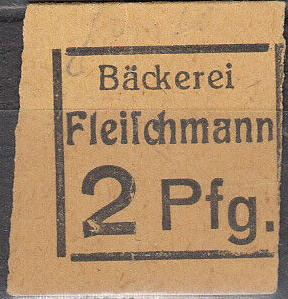 Bäckerei
Fleiſchmann
2 Pfg.